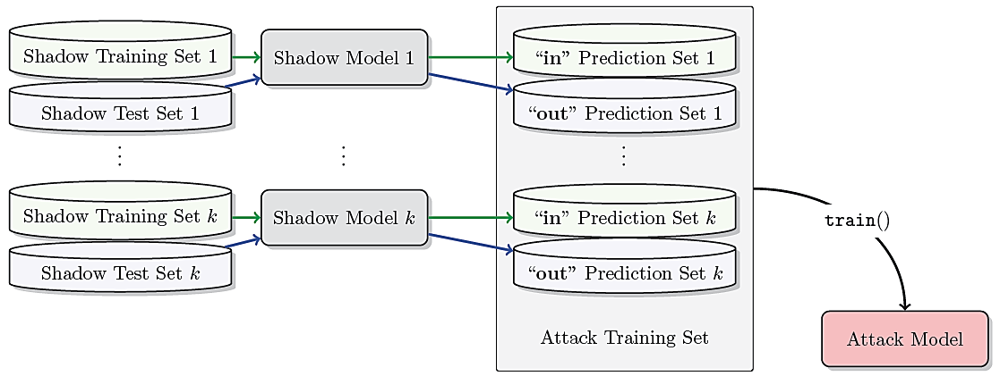 Shadow Training Set 1
Shadow Model 1
“in” Prediction Set 1
Shadow Test Set 1
“out” Prediction Set 1
⋮ ⋮ ⋮
Shadow Training Set k
Shadow Model k
“in” Prediction Set k
train()
Shadow Test Set k
“out” Prediction Set k
Attack Training Set
Attack Model